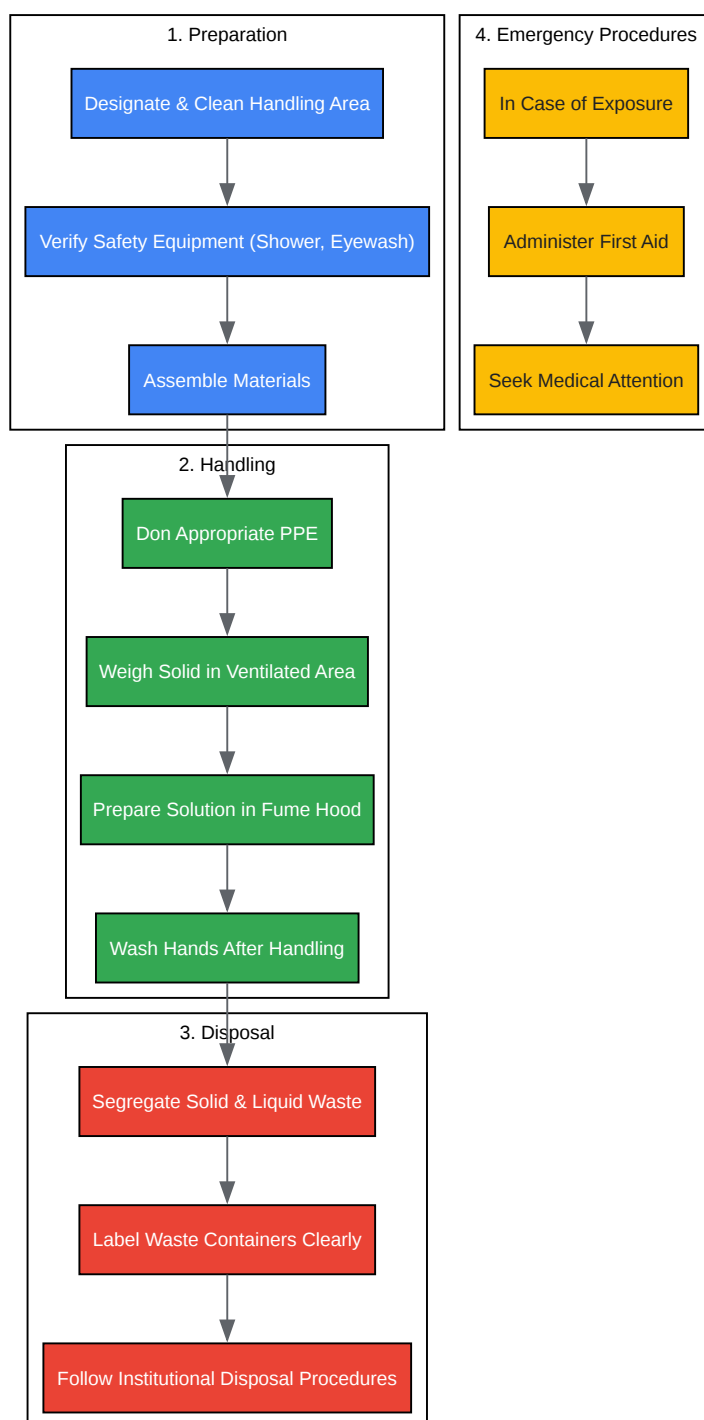 1. Preparation
Designate & Clean Handling Area
Verify Safety Equipment (Shower, Eyewash)
Assemble Materials
2. Handling
Don Appropriate PPE
Weigh Solid in Ventilated Area
Prepare Solution in Fume Hood
Wash Hands After Handling
3. Disposal
Segregate Solid & Liquid Waste
Label Waste Containers Clearly
Follow Institutional Disposal Procedures
4. Emergency Procedures
In Case of Exposure
Administer First Aid
Seek Medical Attention